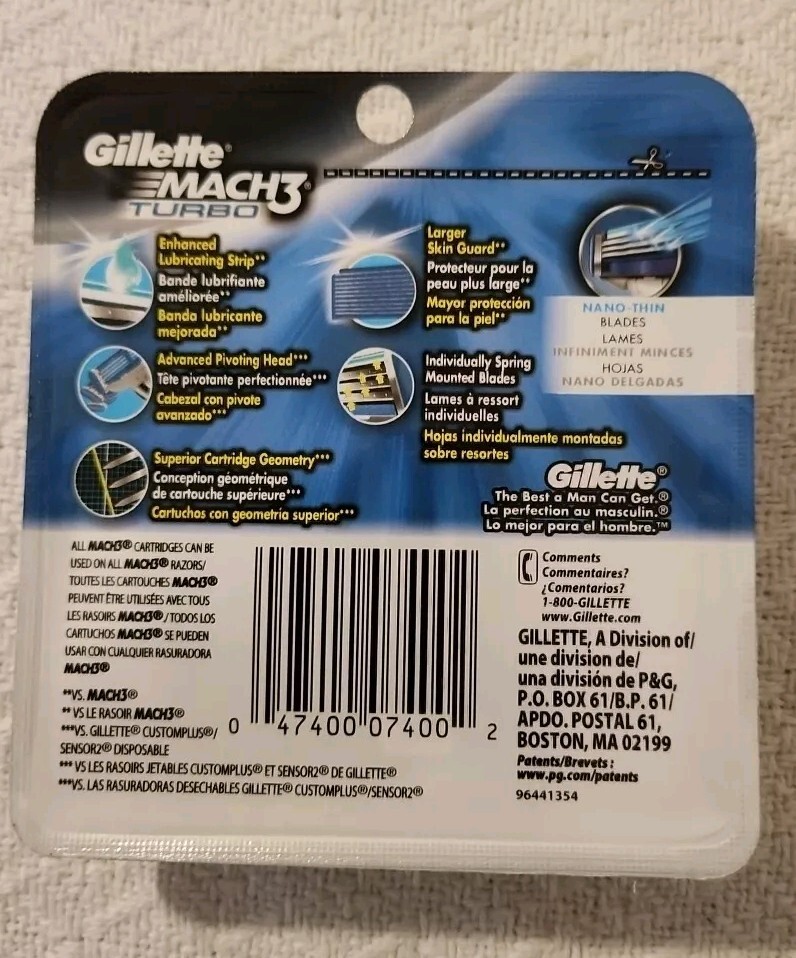 Gillette®
MACH3®
TURBO
Enhanced
Lubricating Strip**
Bande lubrifiante
améliorée**
Banda lubricante
mejorada**
Advanced Pivoting Head***
Tête pivotante perfectionnée***
Cabezal con pivote
avanzado***
Superior Cartridge Geometry***
Conception géométrique
de cartouche supérieure***
Cartuchos con geometría superior***
Larger
Skin Guard**
Protecteur pour la
peau plus large**
Mayor protección
para la piel**
Individually Spring
Mounted Blades
Lames à ressort
individuelles
Hojas individualmente montadas
sobre resortes
NANO-THIN
BLADES
LAMES
INFINIMENT MINCES
HOJAS
NANO DELGADAS
Gillette®
The Best a Man Can Get.®
La perfection au masculin.®
Lo mejor para el hombre.™
ALL MACH3® CARTRIDGES CAN BE
USED ON ALL MACH3® RAZORS/
TOUTES LES CARTOUCHES MACH3®
PEUVENT ÊTRE UTILISÉES AVEC TOUS
LES RASOIRS MACH3®/TODOS LOS
CARTUCHOS MACH3® SE PUEDEN
USAR CON CUALQUIER RASURADORA
MACH3®
**VS. MACH3®
** VS LE RASOIR MACH3®
***VS. GILLETTE® CUSTOMPLUS®/
SENSOR2® DISPOSABLE
*** VS LES RASOIRS JETABLES CUSTOMPLUS® ET SENSOR2® DE GILLETTE®
***VS. LAS RASURADORAS DESECHABLES GILLETTE® CUSTOMPLUS®/SENSOR2®
0 47400 07400 2
Comments
Commentaires?
¿Comentarios?
1-800-GILLETTE
www.Gillette.com
GILLETTE, A Division of/
une division de/
una división de P&G,
P.O. BOX 61/B.P. 61/
APDO. POSTAL 61,
BOSTON, MA 02199
Patents/Brevets:
www.pg.com/patents
96441354